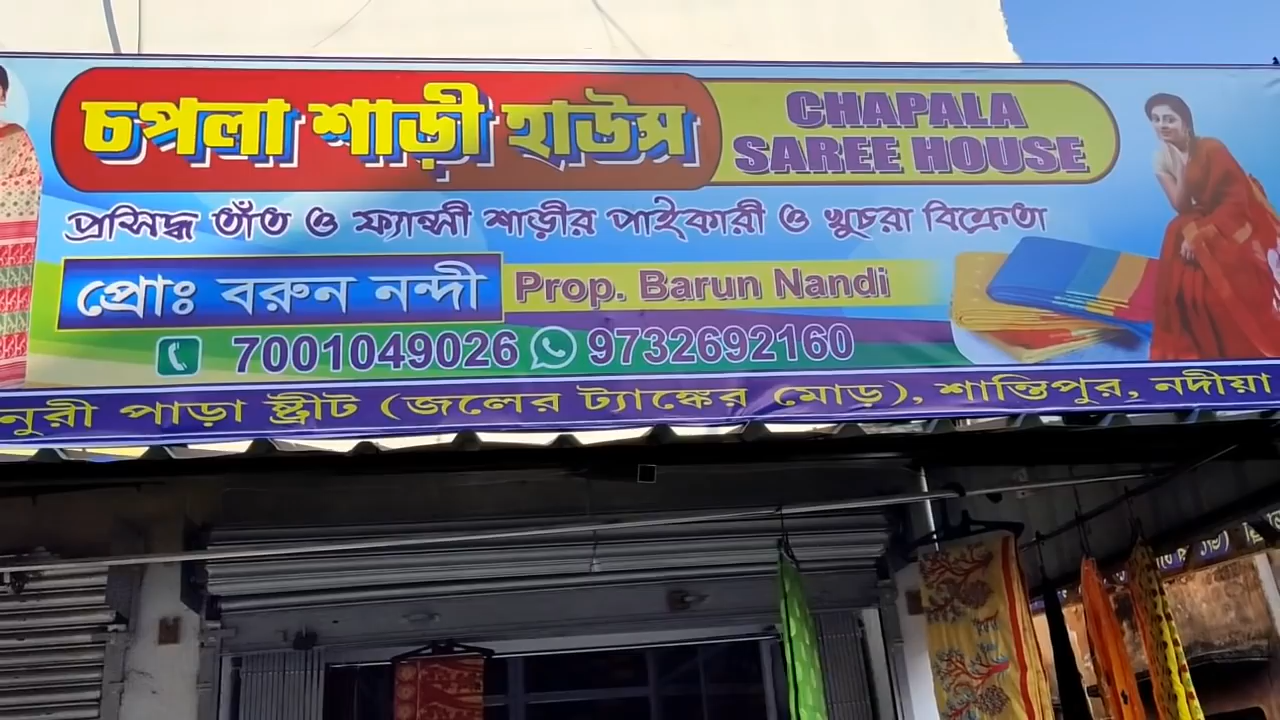 চপলা শাড়ী হাউস
CHAPALA
SAREE HOUSE
প্রসিদ্ধ তাঁত ও ফ্যান্সী শাড়ীর পাইকারী ও খুচরা বিক্রেতা
প্রোঃ বরুন নন্দী
Prop. Barun Nandi
7001049026 9732692160
পাড়া স্ট্রীট (জলের ট্যাঙ্কের মোড়), শান্তিপুর, নদীয়া